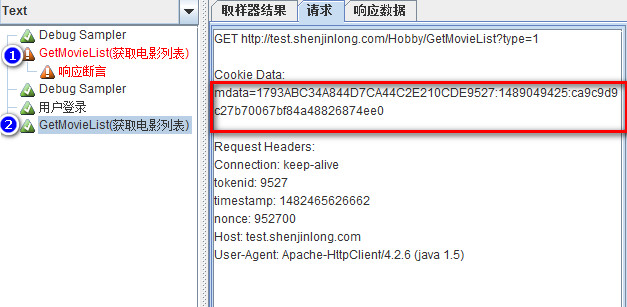 Text
Debug Sampler
1
GetMovieList(获取电影列表)
响应断言
Debug Sampler
用户登录
2
GetMovieList(获取电影列表)
取样器结果 请求 响应数据
GET http://test.shenjinlong.com/Hobby/GetMovieList?type=1
Cookie Data:
mdata=1793ABC34A844D7CA44C2E210CDE9527:1489049425:ca9c9d9
c27b70067bf84a48826874ee0
Request Headers:
Connection: keep-alive
tokenid: 9527
timestamp: 1482465626662
nonce: 952700
Host: test.shenjinlong.com
User-Agent: Apache-HttpClient/4.2.6 (java 1.5)